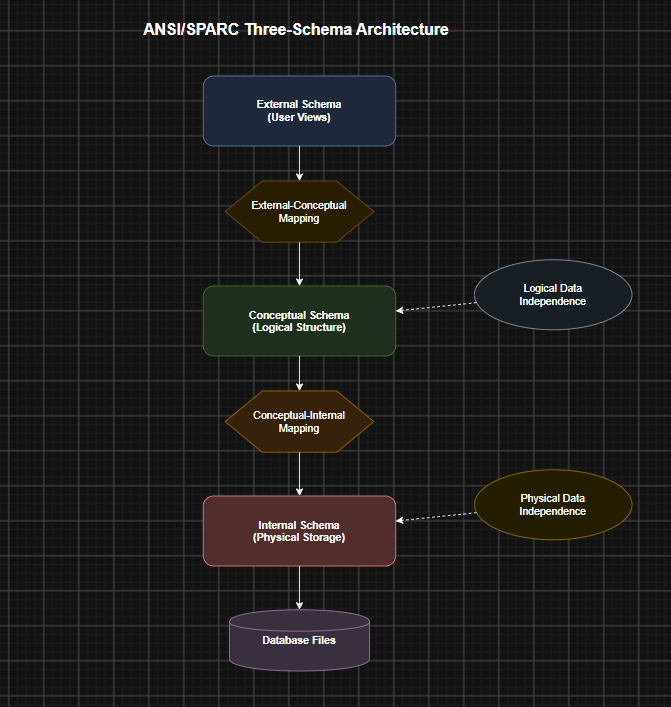 ANSI/SPARC Three-Schema Architecture
External Schema
(User Views)
External-Conceptual
Mapping
Conceptual Schema
(Logical Structure)
Logical Data
Independence
Conceptual-Internal
Mapping
Internal Schema
(Physical Storage)
Physical Data
Independence
Database Files